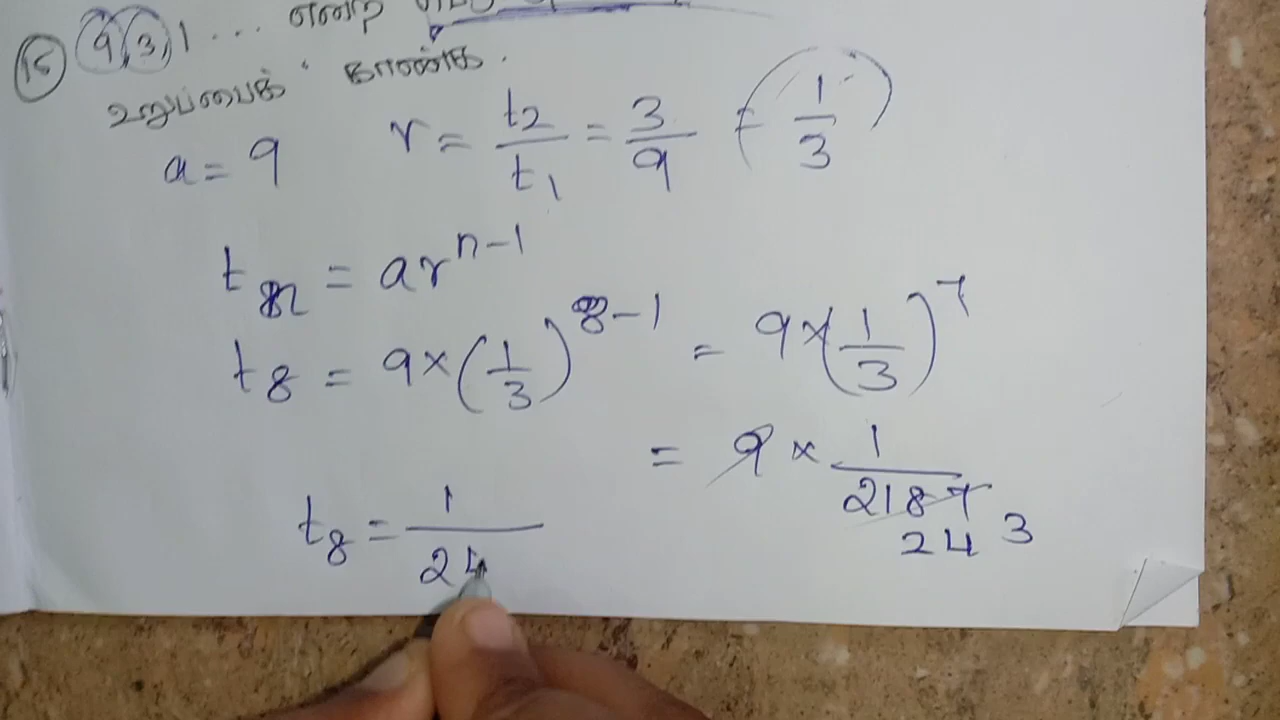 15 9, 3, 1 ... என்ற
உறுப்பைக் காண்க.
a = 9 r = t2/t1 = 3/9 = (1/3)
tn = ar^(n-1)
t8 = 9 × (1/3)^(8-1) = 9 × (1/3)^7
= 9 × 1/2187
243
t8 = 1/24